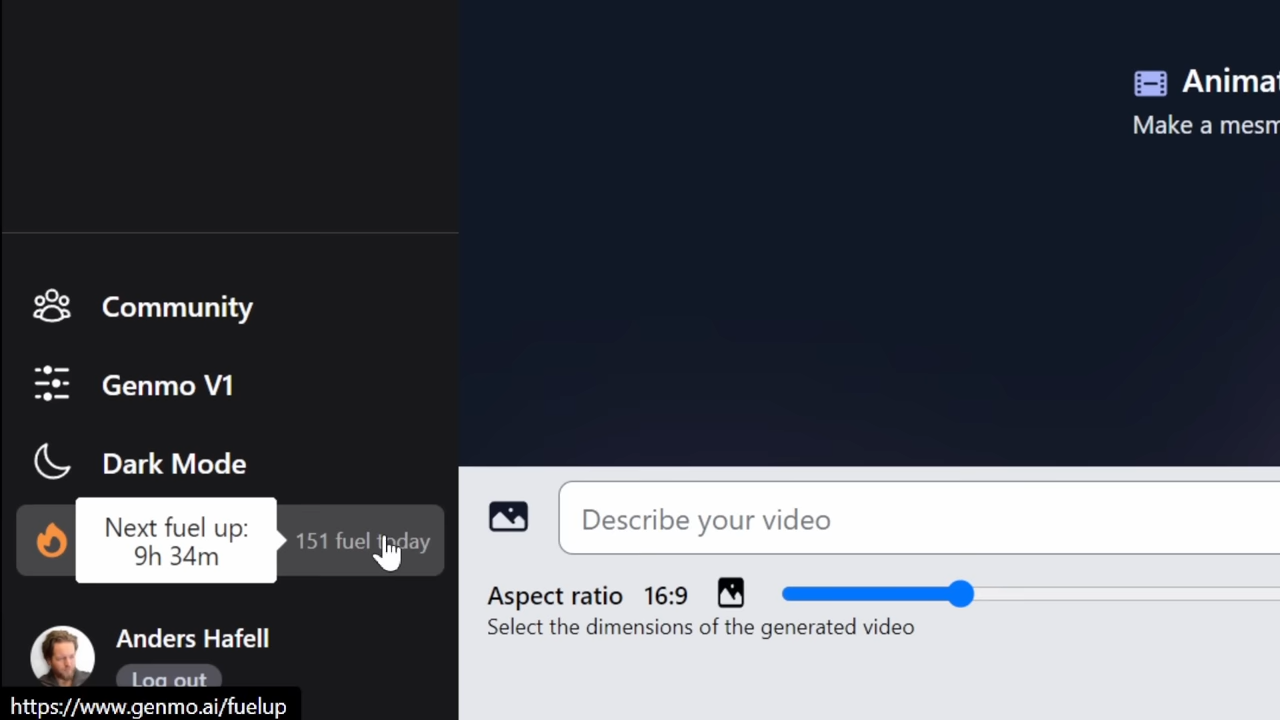 Animat
Make a mesm
Community
Genmo V1
Dark Mode
Next fuel up:
9h 34m
151 fuel today
Describe your video
Aspect ratio 16:9
Select the dimensions of the generated video
Anders Hafell
Log out
https://www.genmo.ai/fuelup